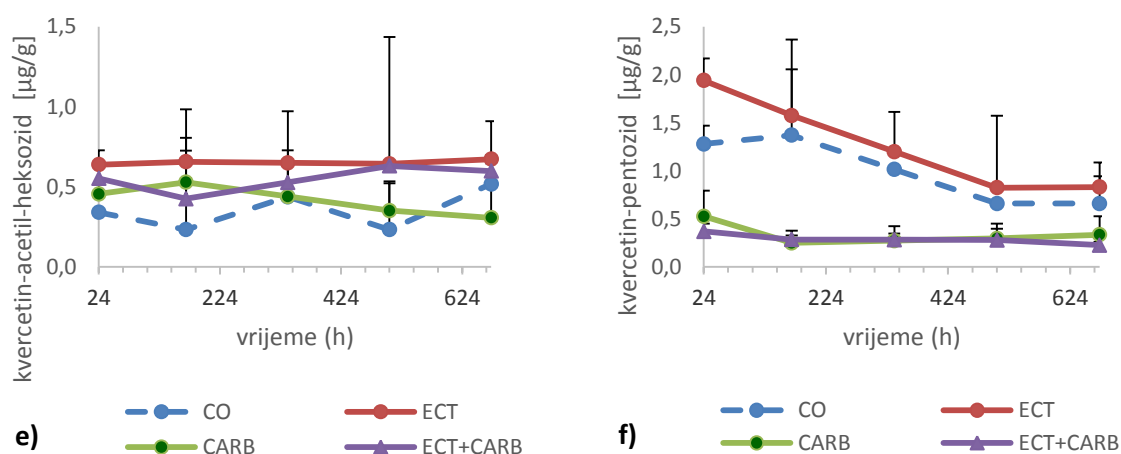 kvercetin-acetil-heksozid [µg/g]
1,5
1,0
0,5
0,0
24 224 424 624
vrijeme (h)
CO ECT
CARB ECT+CARB
e)
kvercetin-pentozid [µg/g]
2,5
2,0
1,5
1,0
0,5
0,0
24 224 424 624
vrijeme (h)
CO ECT
CARB ECT+CARB
f)